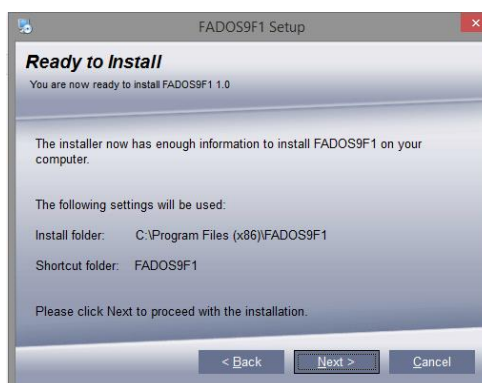 FADOS9F1 Setup
Ready to Install
You are now ready to install FADOS9F1 1.0
The installer now has enough information to install FADOS9F1 on your
computer.
The following settings will be used:
Install folder: C:\Program Files (x86)\FADOS9F1
Shortcut folder: FADOS9F1
Please click Next to proceed with the installation.
< Back Next > Cancel